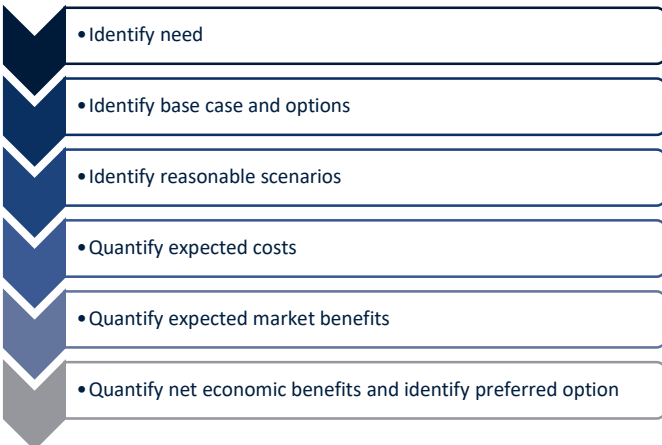 •Identify need
•Identify base case and options
•Identify reasonable scenarios
•Quantify expected costs
•Quantify expected market benefits
•Quantify net economic benefits and identify preferred option